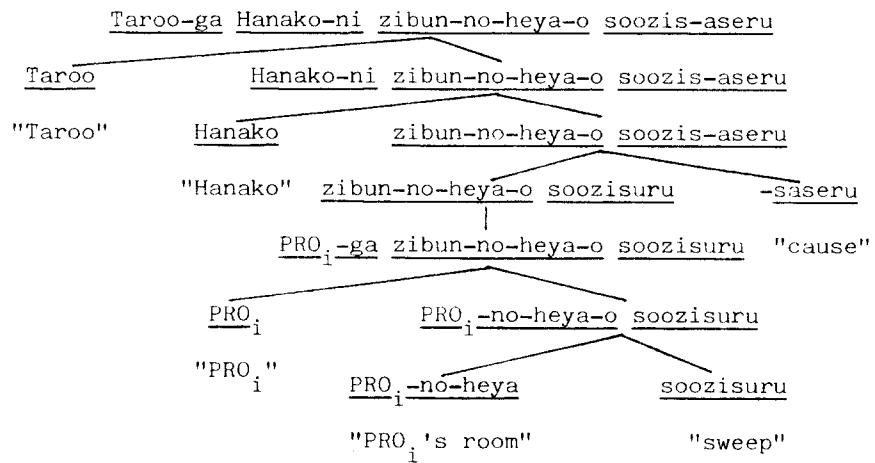 Taroo-ga Hanako-ni zibun-no-heya-o soozis-aseru
Taroo Hanako-ni zibun-no-heya-o soozis-aseru
"Taroo" Hanako zibun-no-heya-o soozis-aseru
"Hanako" zibun-no-heya-o soozisuru -saseru
PROi-ga zibun-no-heya-o soozisuru "cause"
PROi PROi-no-heya-o soozisuru
"PROi" PROi-no-heya soozisuru
"PROi's room" "sweep"